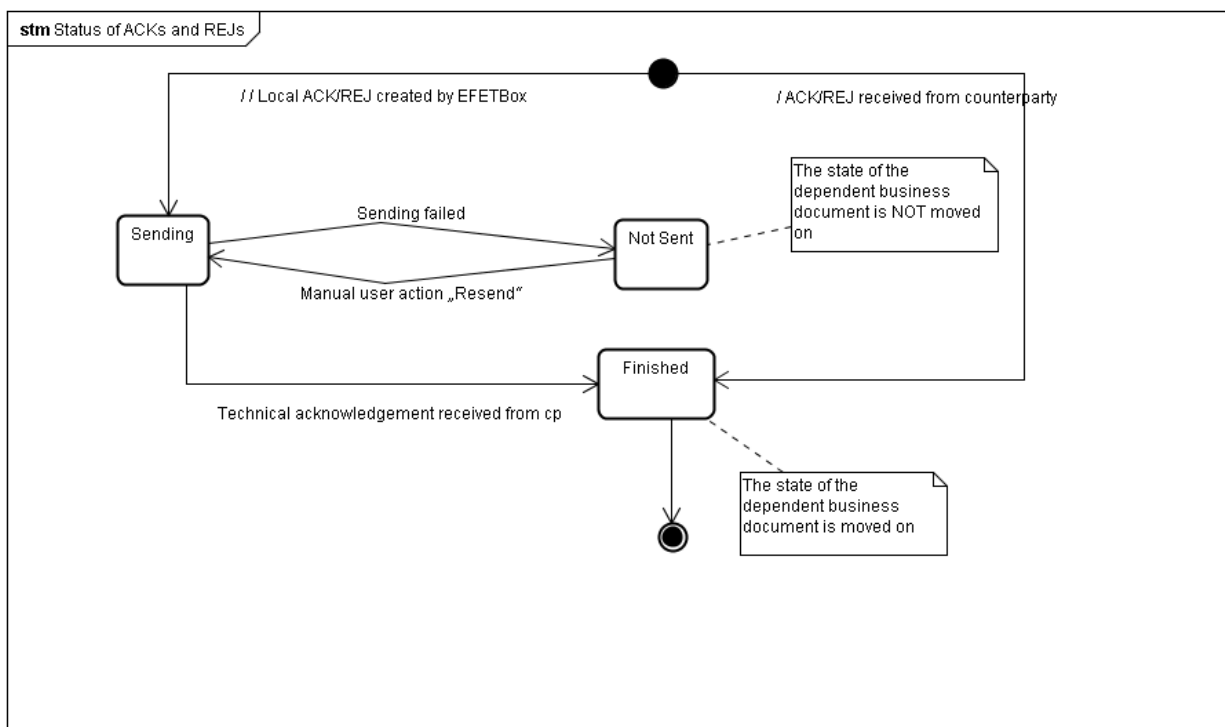 stm Status of ACKs and REJs
/ / Local ACK/REJ created by EFETBox
/ ACK/REJ received from counterparty
The state of the
dependent business
document is NOT moved
on
Sending failed
Sending
Not Sent
Manual user action „Resend“
Finished
Technical acknowledgement received from cp
The state of the
dependent business
document is moved on